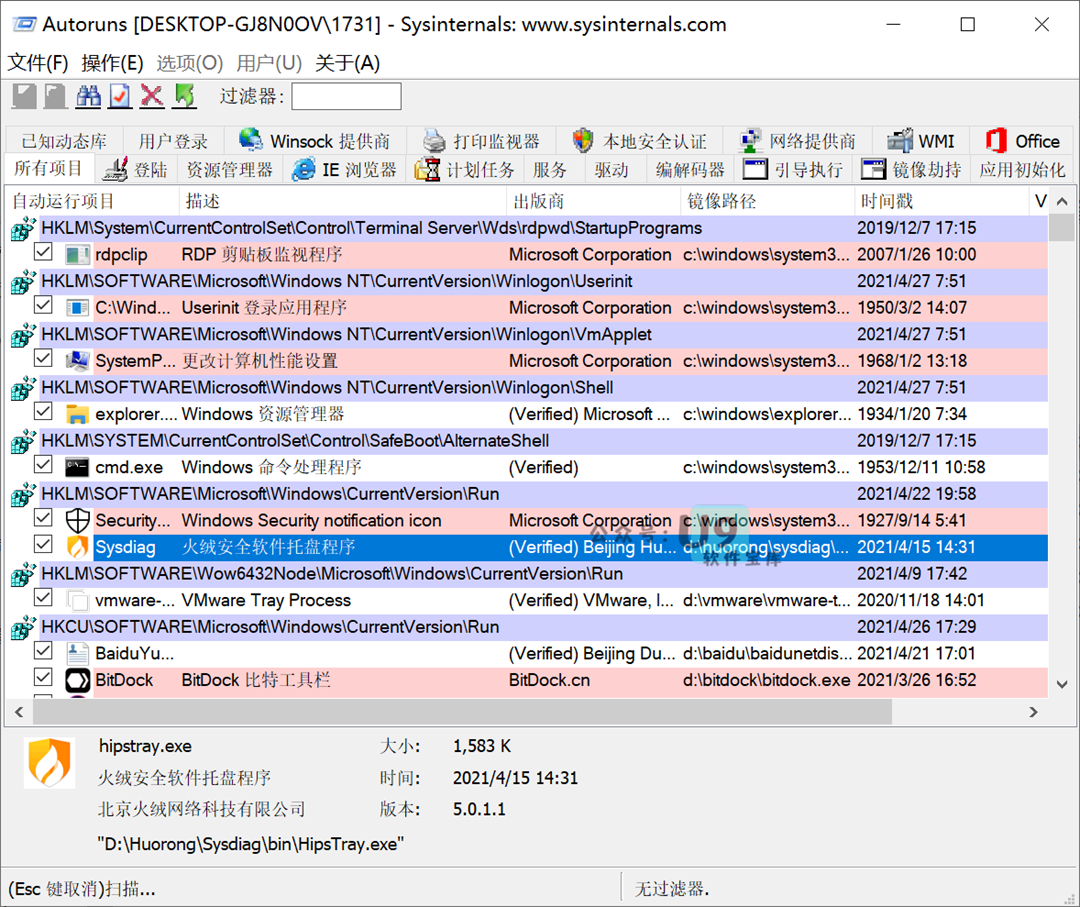 Autoruns [DESKTOP-GJ8N0OV\1731] - Sysinternals: www.sysinternals.com
文件(F) 操作(E) 选项(O) 用户(U) 关于(A)
过滤器:
已知动态库 用户登录 Winsock 提供商 打印监视器 本地安全认证 网络提供商 WMI Office
所有项目 登陆 资源管理器 IE 浏览器 计划任务 服务 驱动 编解码器 引导执行 镜像劫持 应用初始化
自动运行项目 描述 出版商 镜像路径 时间戳 V
HKLM\System\CurrentControlSet\Control\Terminal Server\Wds\rdpwd\StartupPrograms 2019/12/7 17:15
rdpclip RDP 剪贴板监视程序 Microsoft Corporation c:\windows\system3... 2007/1/26 10:00
HKLM\SOFTWARE\Microsoft\Windows NT\CurrentVersion\Winlogon\Userinit 2021/4/27 7:51
C:\Wind... Userinit 登录应用程序 Microsoft Corporation c:\windows\system3... 1950/3/2 14:07
HKLM\SOFTWARE\Microsoft\Windows NT\CurrentVersion\Winlogon\VmApplet 2021/4/27 7:51
SystemP... 更改计算机性能设置 Microsoft Corporation c:\windows\system3... 1968/1/2 13:18
HKLM\SOFTWARE\Microsoft\Windows NT\CurrentVersion\Winlogon\Shell 2021/4/27 7:51
explorer.... Windows 资源管理器 (Verified) Microsoft ... c:\windows\explorer... 1934/1/20 7:34
HKLM\SYSTEM\CurrentControlSet\Control\SafeBoot\AlternateShell 2019/12/7 17:15
cmd.exe Windows 命令处理程序 (Verified) c:\windows\system3... 1953/12/11 10:58
HKLM\SOFTWARE\Microsoft\Windows\CurrentVersion\Run 2021/4/22 19:58
Security... Windows Security notification icon Microsoft Corporation c:\windows\system3... 1927/9/14 5:41
公众号: U9 软件宝库
Sysdiag 火绒安全软件托盘程序 (Verified) Beijing Hu... d:\huorong\sysdiag\... 2021/4/15 14:31
HKLM\SOFTWARE\Wow6432Node\Microsoft\Windows\CurrentVersion\Run 2021/4/9 17:42
vmware-... VMware Tray Process (Verified) VMware, I... d:\vmware\vmware-t... 2020/11/18 14:01
HKCU\SOFTWARE\Microsoft\Windows\CurrentVersion\Run 2021/4/26 17:29
BaiduYu... (Verified) Beijing Du... d:\baidu\baidunetdis... 2021/4/21 17:01
BitDock BitDock 比特工具栏 BitDock.cn d:\bitdock\bitdock.exe 2021/3/26 16:52
hipstray.exe 大小: 1,583 K
火绒安全软件托盘程序 时间: 2021/4/15 14:31
北京火绒网络科技有限公司 版本: 5.0.1.1
"D:\Huorong\Sysdiag\bin\HipsTray.exe"
(Esc 键取消)扫描... 无过滤器.